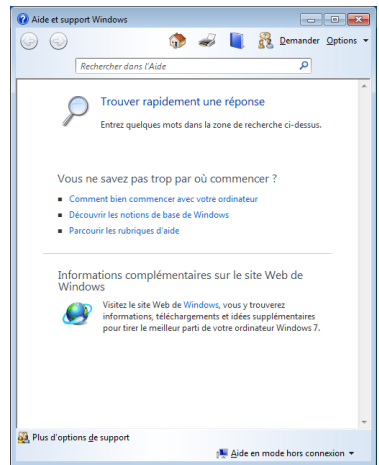 Aide et support Windows
Demander Options
Rechercher dans l'Aide
Trouver rapidement une réponse
Entrez quelques mots dans la zone de recherche ci-dessus.
Vous ne savez pas trop par où commencer ?
Comment bien commencer avec votre ordinateur
Découvrir les notions de base de Windows
Parcourir les rubriques d'aide
Informations complémentaires sur le site Web de
Windows
Visitez le site Web de Windows, vous y trouverez
informations, téléchargements et idées supplémentaires
pour tirer le meilleur parti de votre ordinateur Windows 7.
Plus d'options de support
Aide en mode hors connexion